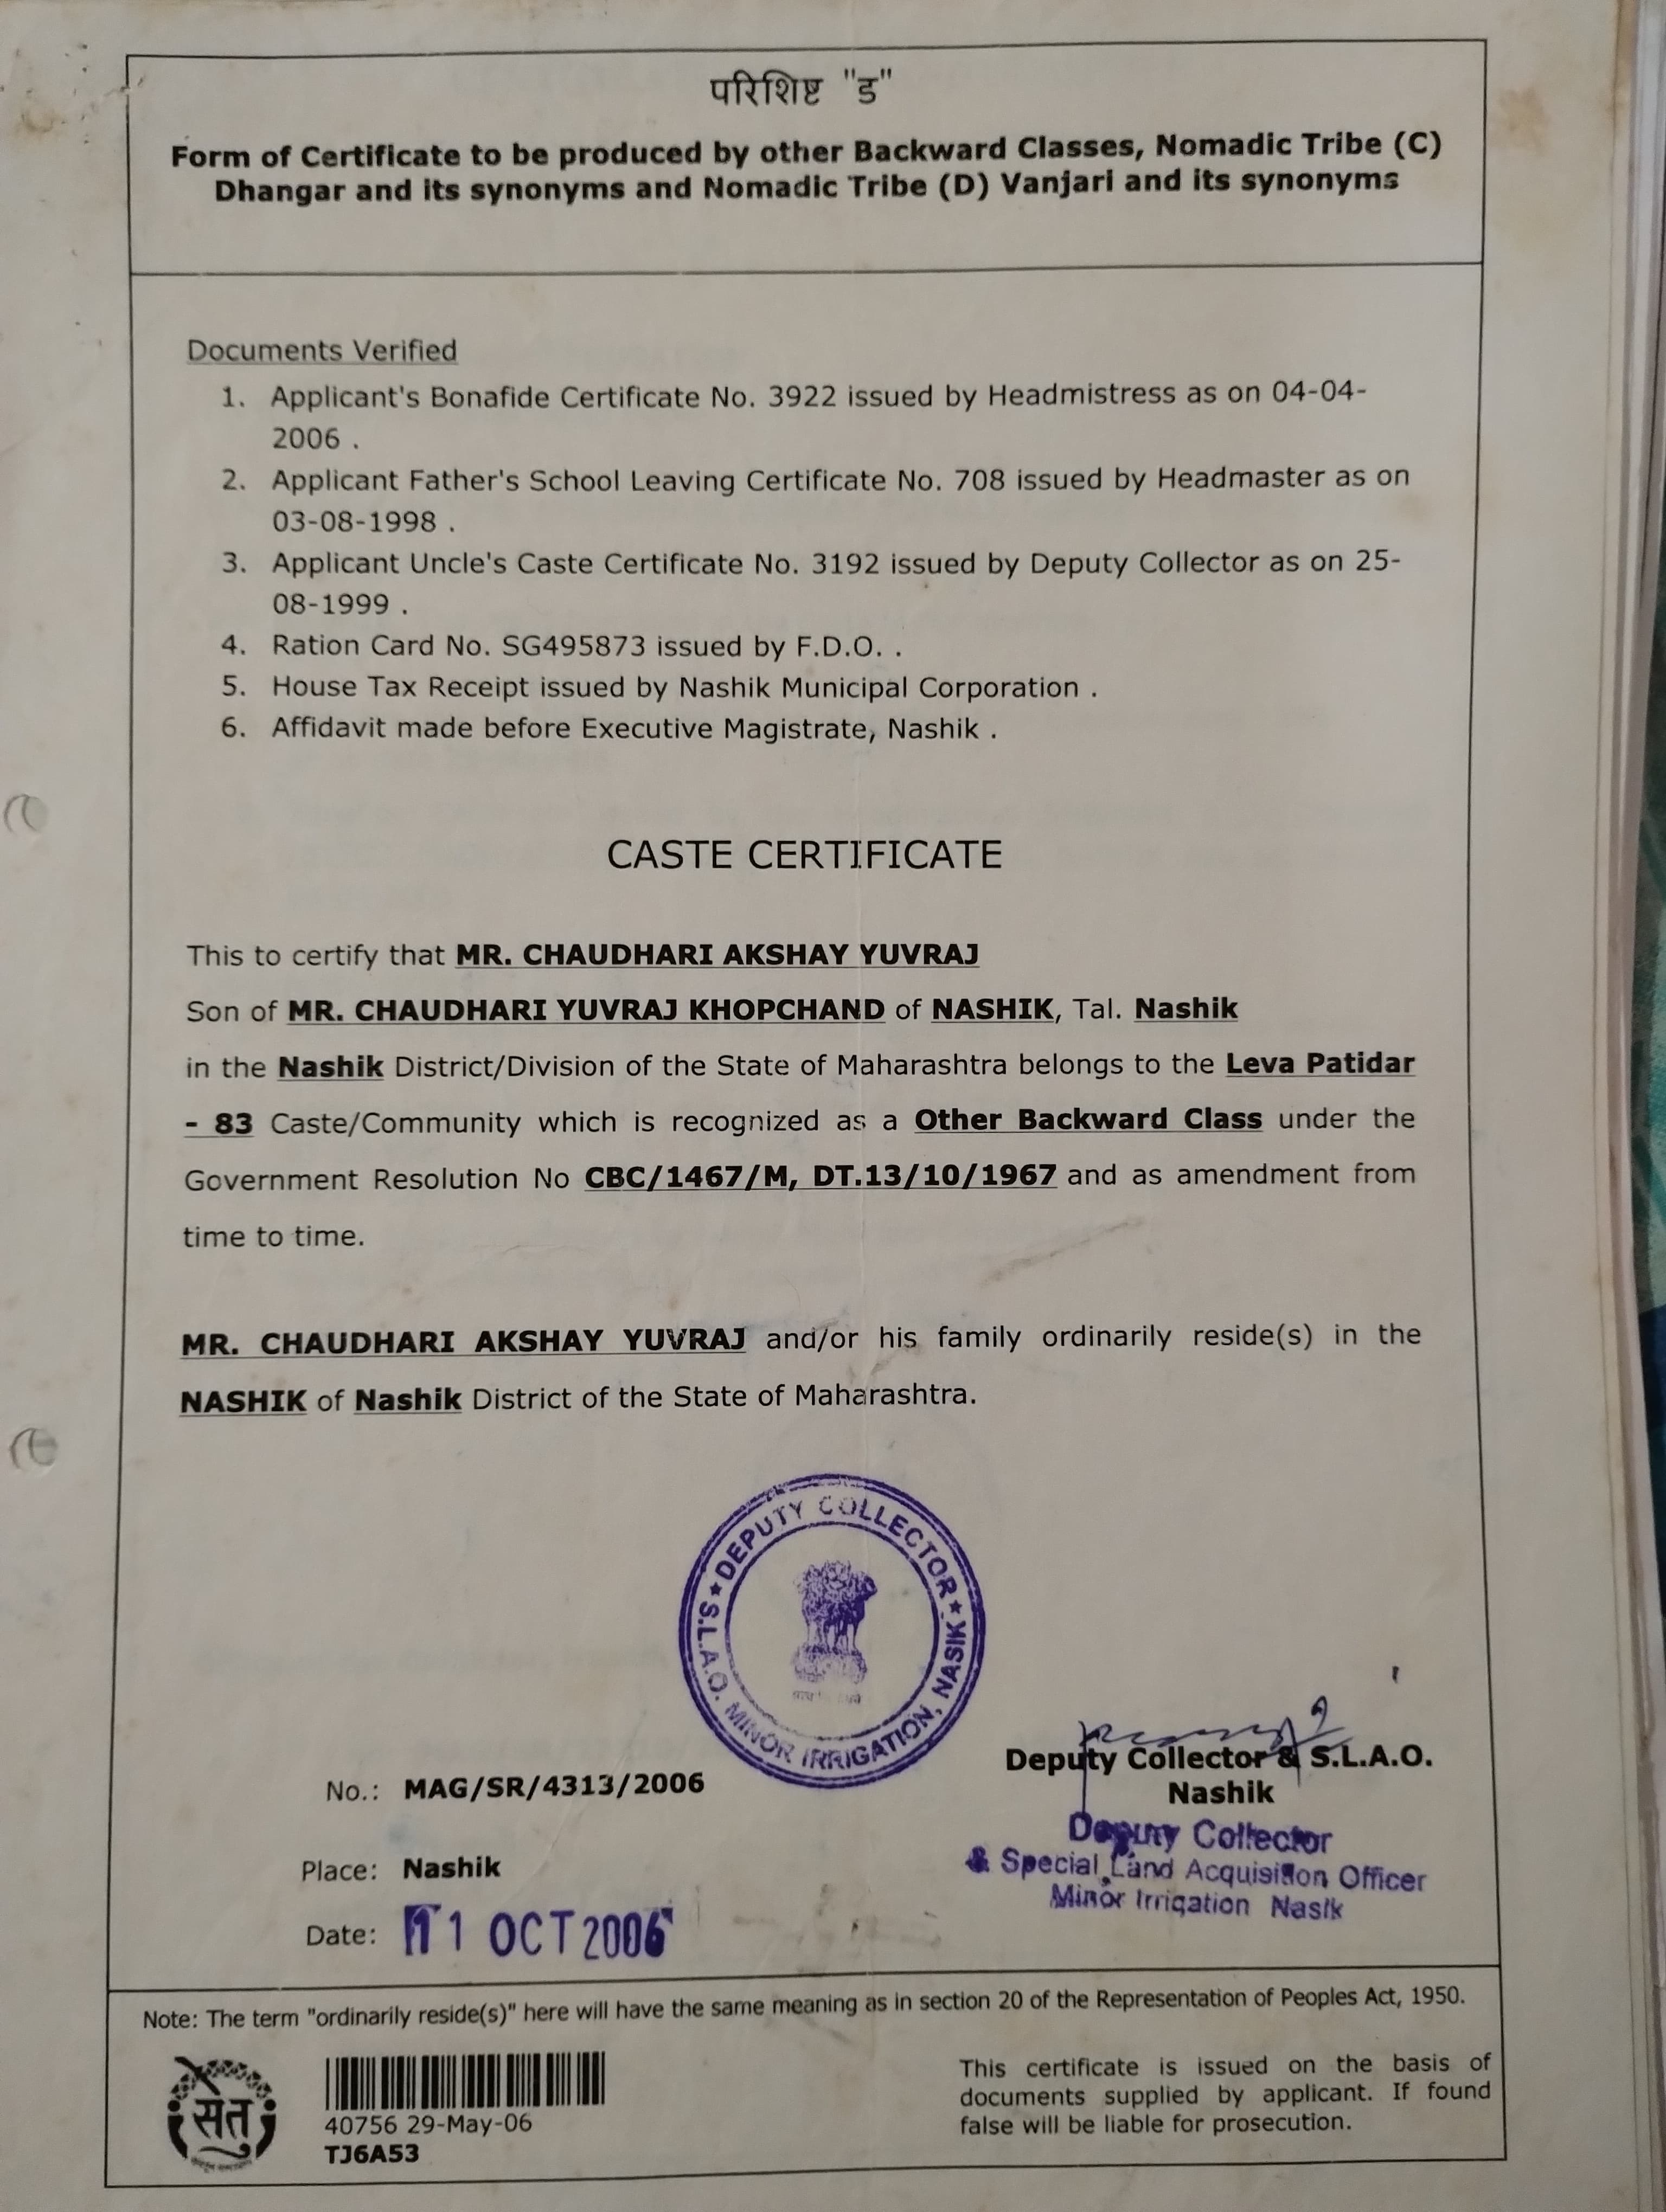 परिशिष्ट "ड"
Form of Certificate to be produced by other Backward Classes, Nomadic Tribe (C)
Dhangar and its synonyms and Nomadic Tribe (D) Vanjari and its synonyms
Documents Verified
1. Applicant's Bonafide Certificate No. 3922 issued by Headmistress as on 04-04-
2006 .
2. Applicant Father's School Leaving Certificate No. 708 issued by Headmaster as on
03-08-1998 .
3. Applicant Uncle's Caste Certificate No. 3192 issued by Deputy Collector as on 25-
08-1999 .
4. Ration Card No. SG495873 issued by F.D.O. .
5. House Tax Receipt issued by Nashik Municipal Corporation .
6. Affidavit made before Executive Magistrate, Nashik .
CASTE CERTIFICATE
This to certify that MR. CHAUDHARI AKSHAY YUVRAJ
Son of MR. CHAUDHARI YUVRAJ KHOPCHAND of NASHIK, Tal. Nashik
in the Nashik District/Division of the State of Maharashtra belongs to the Leva Patidar
- 83 Caste/Community which is recognized as a Other Backward Class under the
Government Resolution No CBC/1467/M, DT.13/10/1967 and as amendment from
time to time.
MR. CHAUDHARI AKSHAY YUVRAJ and/or his family ordinarily reside(s) in the
NASHIK of Nashik District of the State of Maharashtra.
DEPUTY COLLECTOR
S.L.A.O. MINOR IRRIGATION, NASIK
Deputy Collector & S.L.A.O.
Nashik
No.: MAG/SR/4313/2006
Deputy Collector
& Special Land Acquisition Officer
Minor Irrigation Nasik
Place: Nashik
Date: 11 OCT 2006
Note: The term "ordinarily reside(s)" here will have the same meaning as in section 20 of the Representation of Peoples Act, 1950.
सेतु
40756 29-May-06
TJ6A53
This certificate is issued on the basis of
documents supplied by applicant. If found
false will be liable for prosecution.